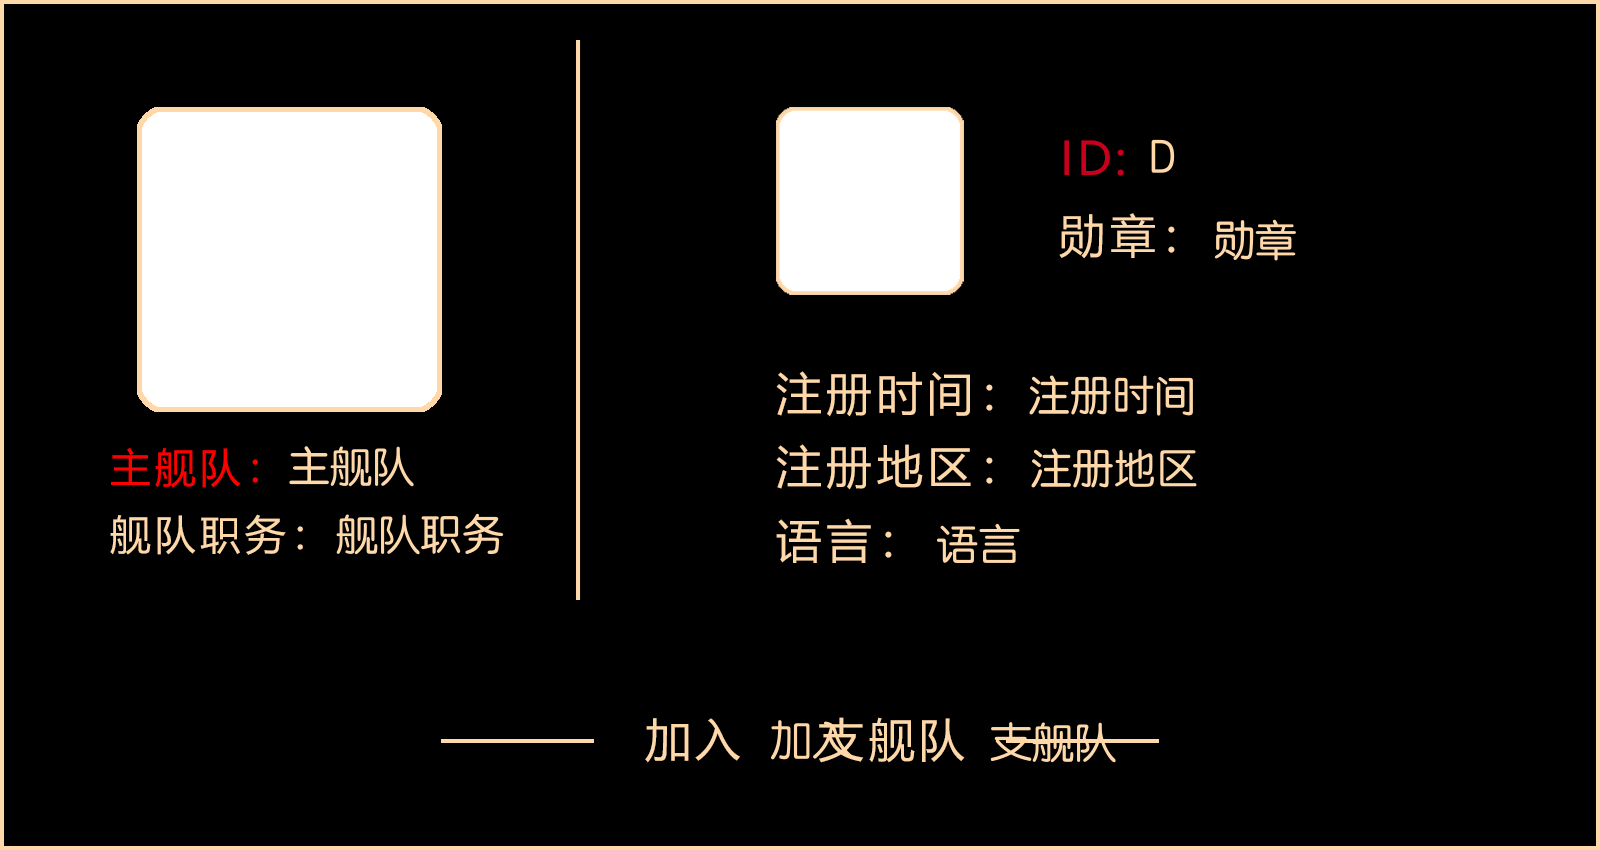 主舰队：主舰队
舰队职务：舰队职务
ID: D
勋章：勋章
注册时间：注册时间
注册地区：注册地区
语言：语言
加入 加入支舰队 支舰队